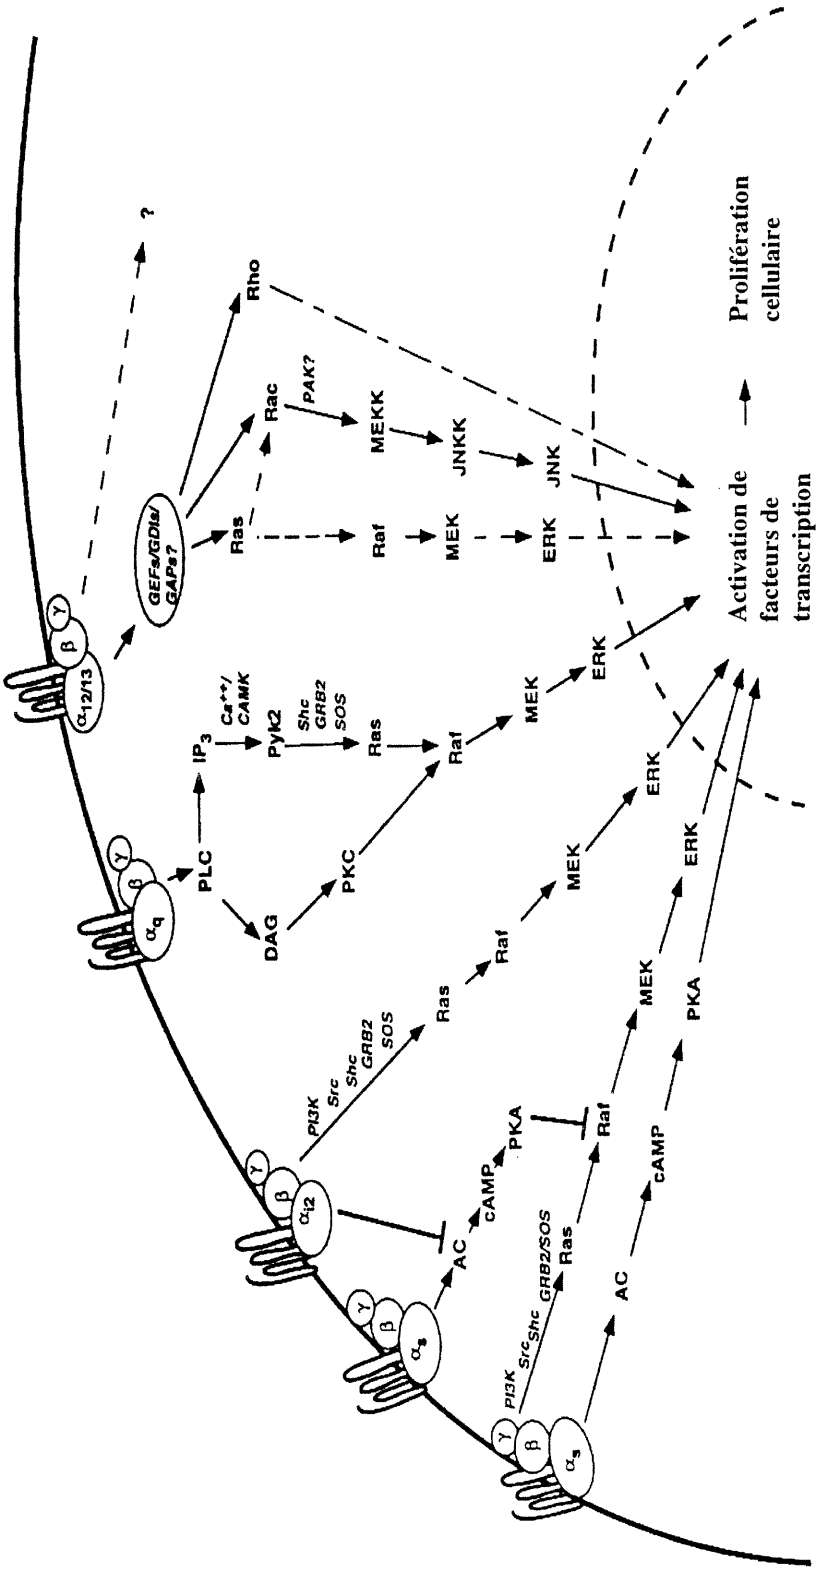 γ
β
αs
PI3K
Src
Shc
GRB2/SOS
Ras
Raf
MEK
ERK
AC
cAMP
PKA
γ
β
αs
AC
cAMP
PKA
γ
β
αi2
PI3K
Src
Shc
GRB2
SOS
Ras
Raf
MEK
ERK
γ
β
αq
PLC
DAG
PKC
IP3
Ca++/
CAMK
Pyk2
Shc
GRB2
SOS
Ras
Raf
MEK
ERK
γ
β
α12/13
?
GEFs/GDIs/
GAPs?
Ras
Raf
MEK
ERK
Rac
PAK?
MEKK
JNKK
JNK
Rho
Activation de
facteurs de
transcription
Prolifération
cellulaire